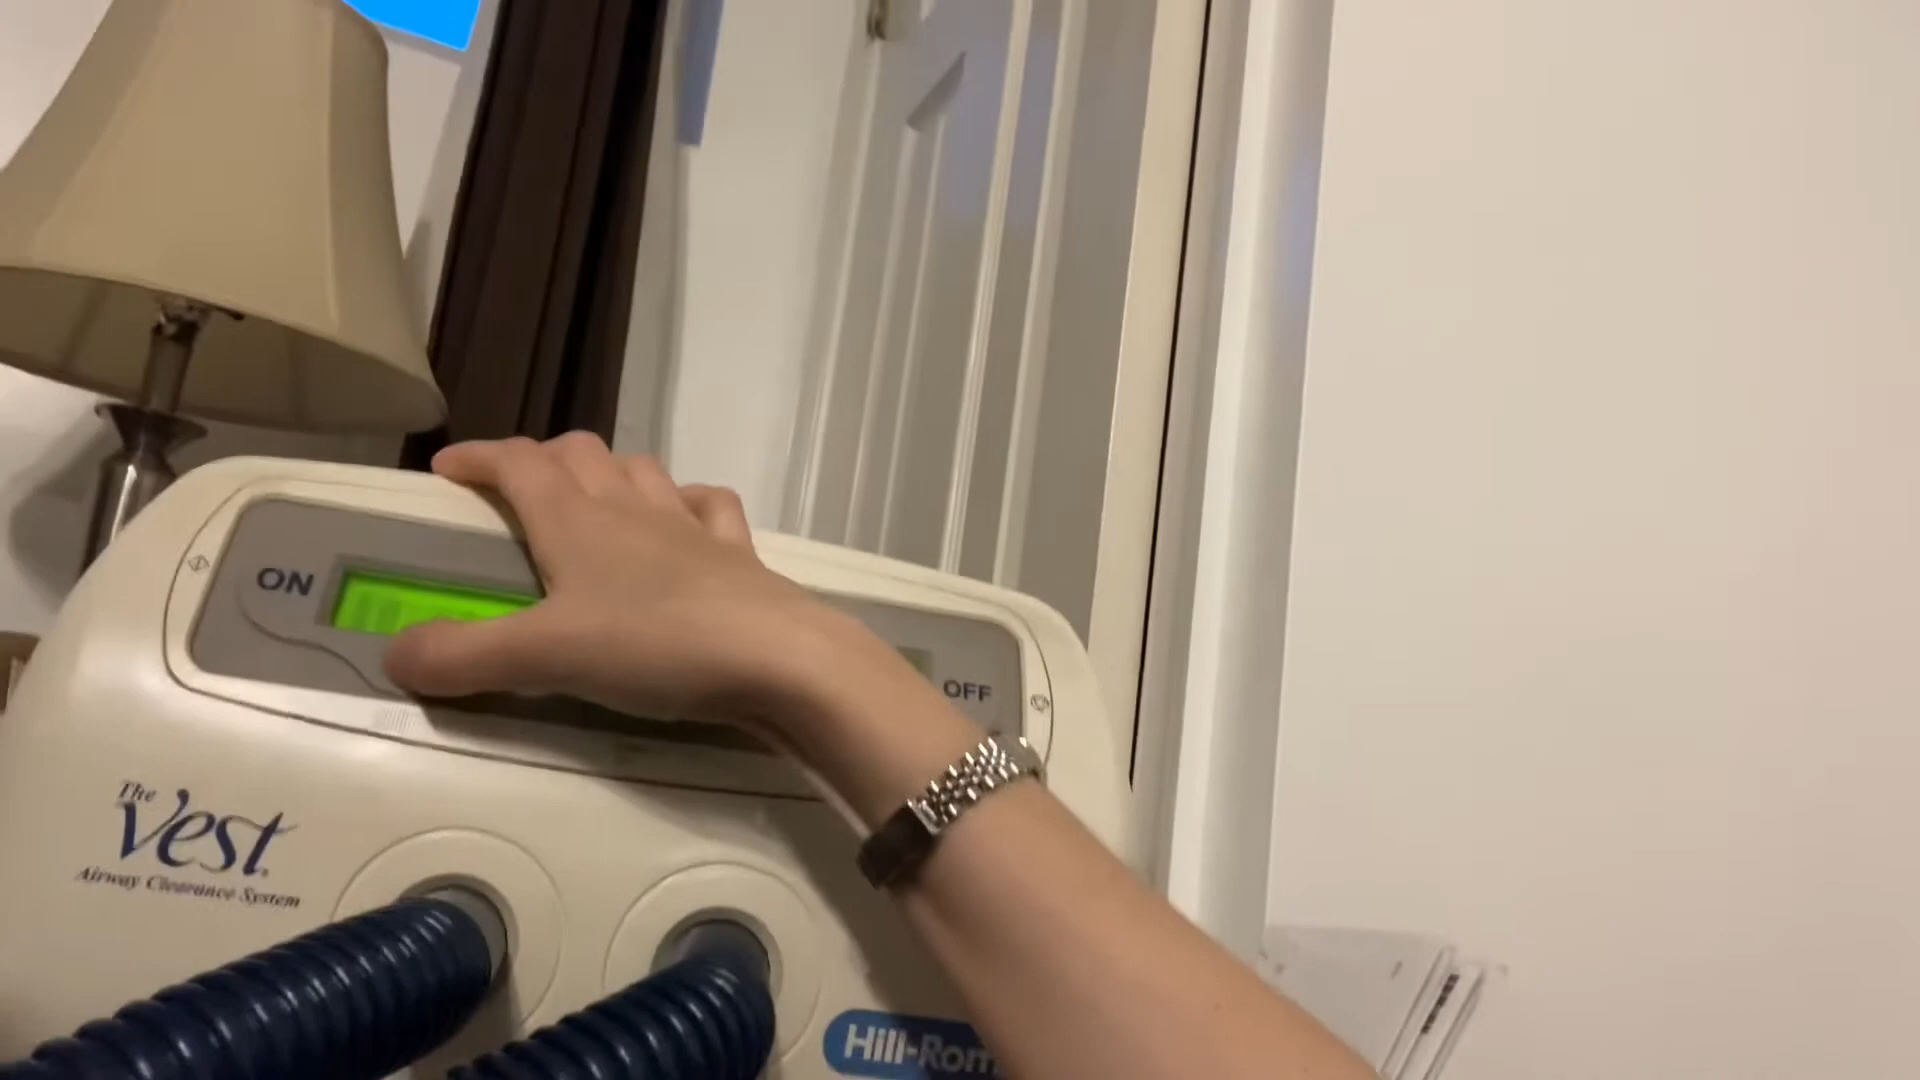 ON
OFF
The
Vest
Airway Clearance System
Hill-Rom